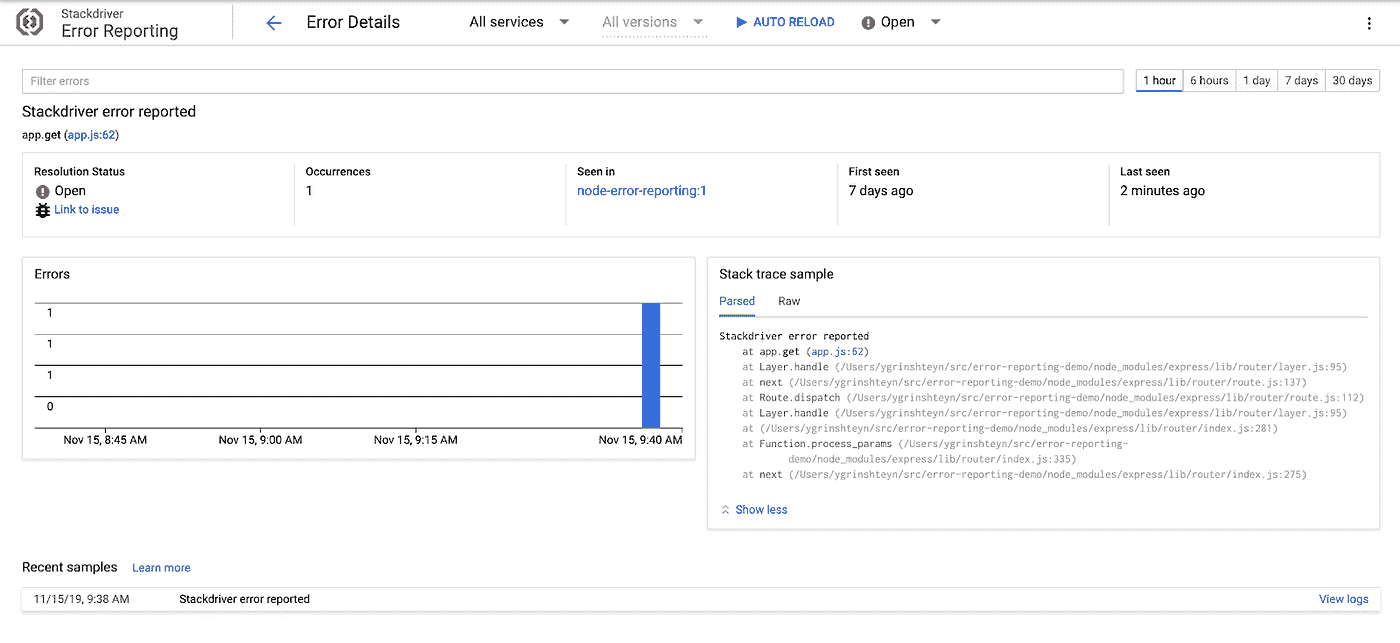 Stackdriver
Error Reporting
Error Details
All services
All versions
AUTO RELOAD
Open
Filter errors
1 hour
6 hours
1 day
7 days
30 days
Stackdriver error reported
app.get (app.js:62)
Resolution Status
Open
Link to issue
Occurrences
1
Seen in
node-error-reporting:1
First seen
7 days ago
Last seen
2 minutes ago
Errors
1
1
1
0
Nov 15, 8:45 AM
Nov 15, 9:00 AM
Nov 15, 9:15 AM
Nov 15, 9:40 AM
Stack trace sample
Parsed
Raw
Stackdriver error reported
at app.get (app.js:62)
at Layer.handle (/Users/ygrinshteyn/src/error-reporting-demo/node_modules/express/lib/router/layer.js:95)
at next (/Users/ygrinshteyn/src/error-reporting-demo/node_modules/express/lib/router/route.js:137)
at Route.dispatch (/Users/ygrinshteyn/src/error-reporting-demo/node_modules/express/lib/router/route.js:112)
at Layer.handle (/Users/ygrinshteyn/src/error-reporting-demo/node_modules/express/lib/router/layer.js:95)
at (/Users/ygrinshteyn/src/error-reporting-demo/node_modules/express/lib/router/index.js:281)
at Function.process_params (/Users/ygrinshteyn/src/error-reporting-
demo/node_modules/express/lib/router/index.js:335)
at next (/Users/ygrinshteyn/src/error-reporting-demo/node_modules/express/lib/router/index.js:275)
Show less
Recent samples
Learn more
11/15/19, 9:38 AM
Stackdriver error reported
View logs